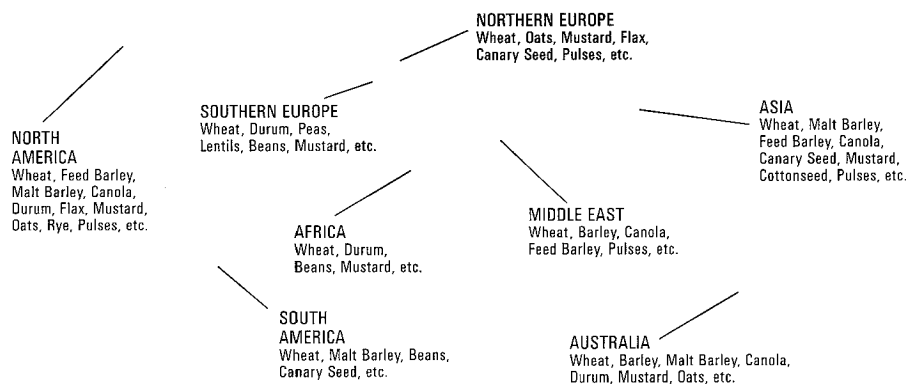 NORTHERN EUROPE
Wheat, Oats, Mustard, Flax,
Canary Seed, Pulses, etc.
SOUTHERN EUROPE
Wheat, Durum, Peas,
Lentils, Beans, Mustard, etc.
ASIA
Wheat, Malt Barley,
Feed Barley, Canola,
Canary Seed, Mustard,
Cottonseed, Pulses, etc.
NORTH
AMERICA
Wheat, Feed Barley,
Malt Barley, Canola,
Durum, Flax, Mustard,
Oats, Rye, Pulses, etc.
AFRICA
Wheat, Durum,
Beans, Mustard, etc.
MIDDLE EAST
Wheat, Barley, Canola,
Feed Barley, Pulses, etc.
SOUTH
AMERICA
Wheat, Malt Barley, Beans,
Canary Seed, etc.
AUSTRALIA
Wheat, Barley, Malt Barley, Canola,
Durum, Mustard, Oats, etc.